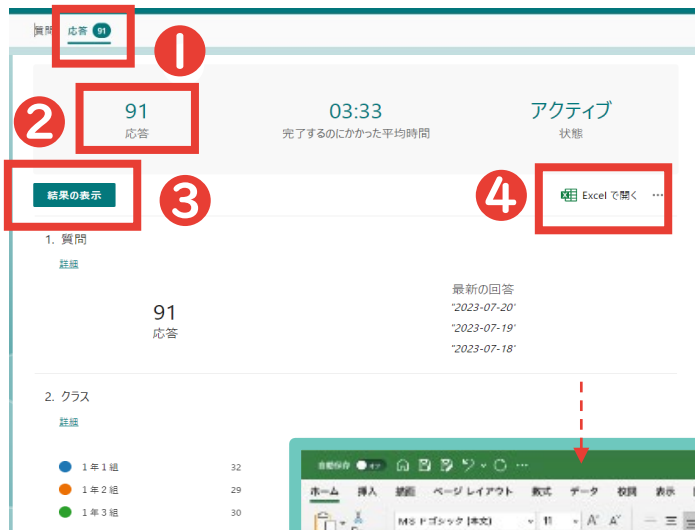 質問 応答 91
1
2
91
応答
03:33
完了するのにかかった平均時間
アクティブ
状態
結果の表示
3
4
Excel で開く ...
1. 質問
詳細
91
応答
最新の回答
"2023-07-20"
"2023-07-19"
"2023-07-18"
2. クラス
詳細
1年1組 32
1年2組 29
1年3組 30
自動保存 オフ
ホーム 挿入 描画 ページ レイアウト 数式 データ 校閲 表示
MS Pゴシック (本文) 11 A^ A˅